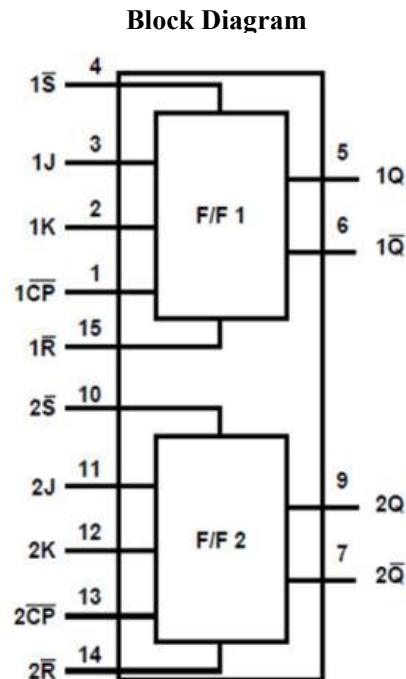 Block Diagram
1S̅ 4
1J 3
1K 2
1C̅P̅ 1
1R̅ 15
F/F 1
5 1Q
6 1Q̅
2S̅ 10
2J 11
2K 12
2C̅P̅ 13
2R̅ 14
F/F 2
9 2Q
7 2Q̅